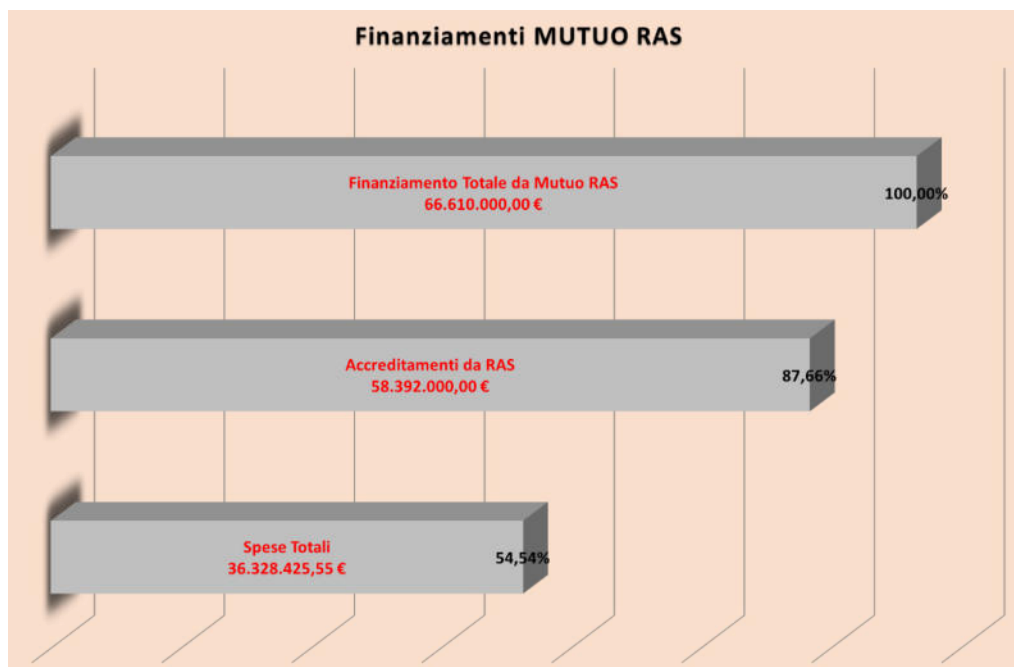 Finanziamenti MUTUO RAS
Finanziamento Totale da Mutuo RAS
66.610.000,00 €
100,00%
Accreditamenti da RAS
58.392.000,00 €
87,66%
Spese Totali
36.328.425,55 €
54,54%